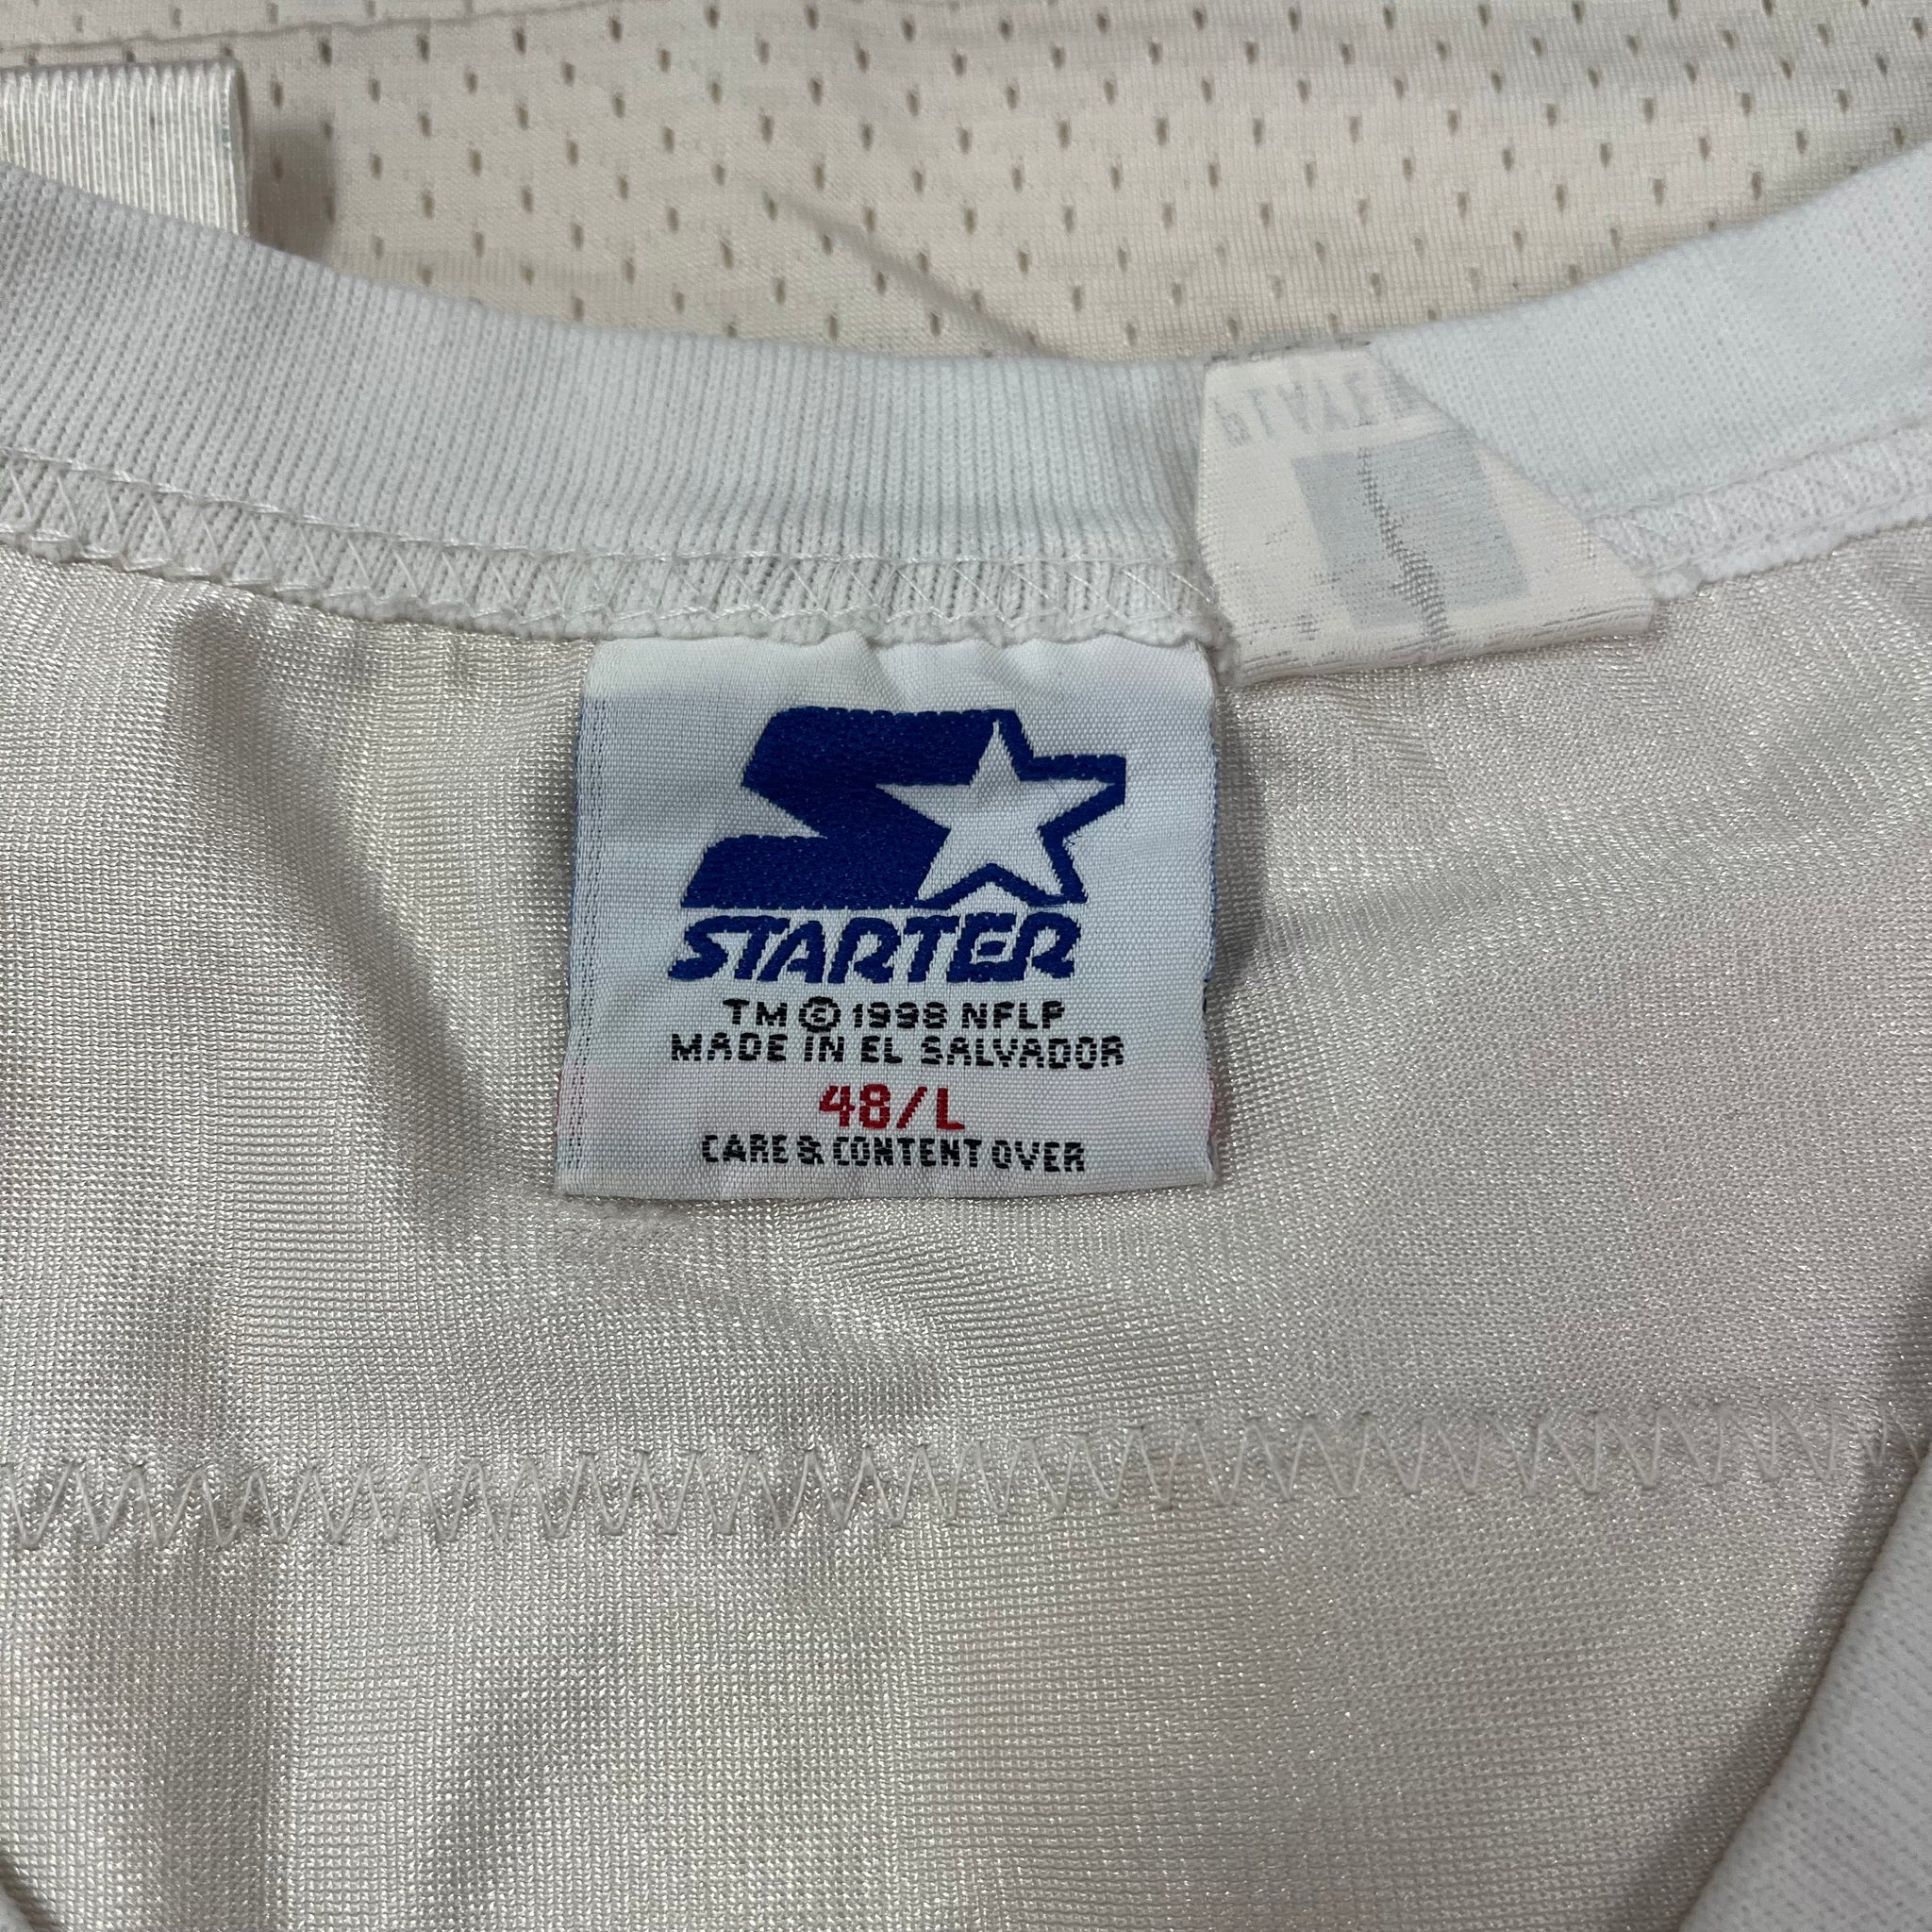 STARTER
TM © 1998 NFLP
MADE IN EL SALVADOR
48/L
CARE & CONTENT OVER